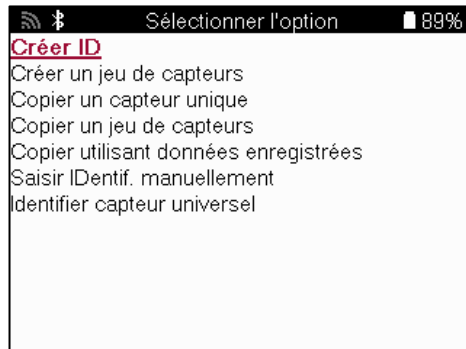 Sélectionner l'option 89%
Créer ID
Créer un jeu de capteurs
Copier un capteur unique
Copier un jeu de capteurs
Copier utilisant données enregistrées
Saisir IDentif. manuellement
Identifier capteur universel